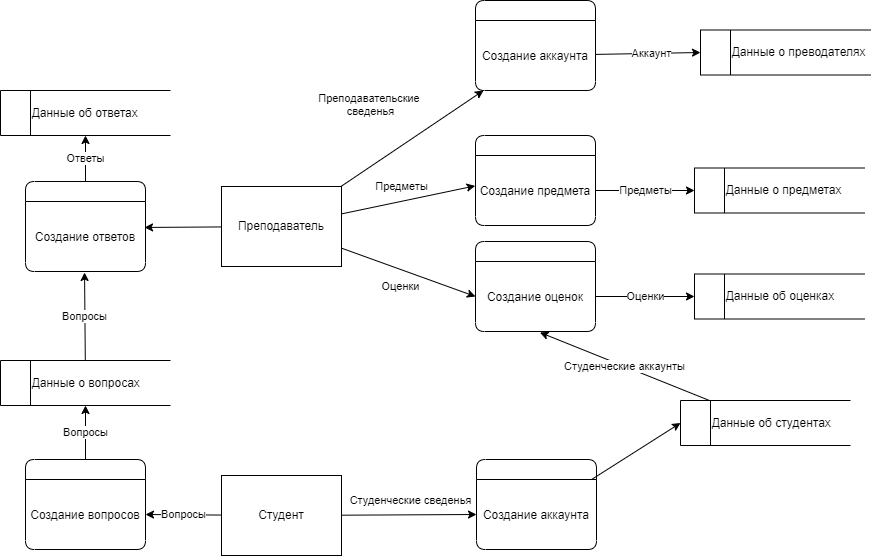 Создание аккаунта
Аккаунт
Данные о преводателях
Преподавательские
сведенья
Данные об ответах
Ответы
Предметы
Создание предмета
Предметы
Данные о предметах
Преподаватель
Создание ответов
Оценки
Создание оценок
Оценки
Данные об оценках
Вопросы
Студенческие аккаунты
Данные о вопросах
Данные об студентах
Вопросы
Студенческие сведенья
Создание вопросов
Вопросы
Студент
Создание аккаунта